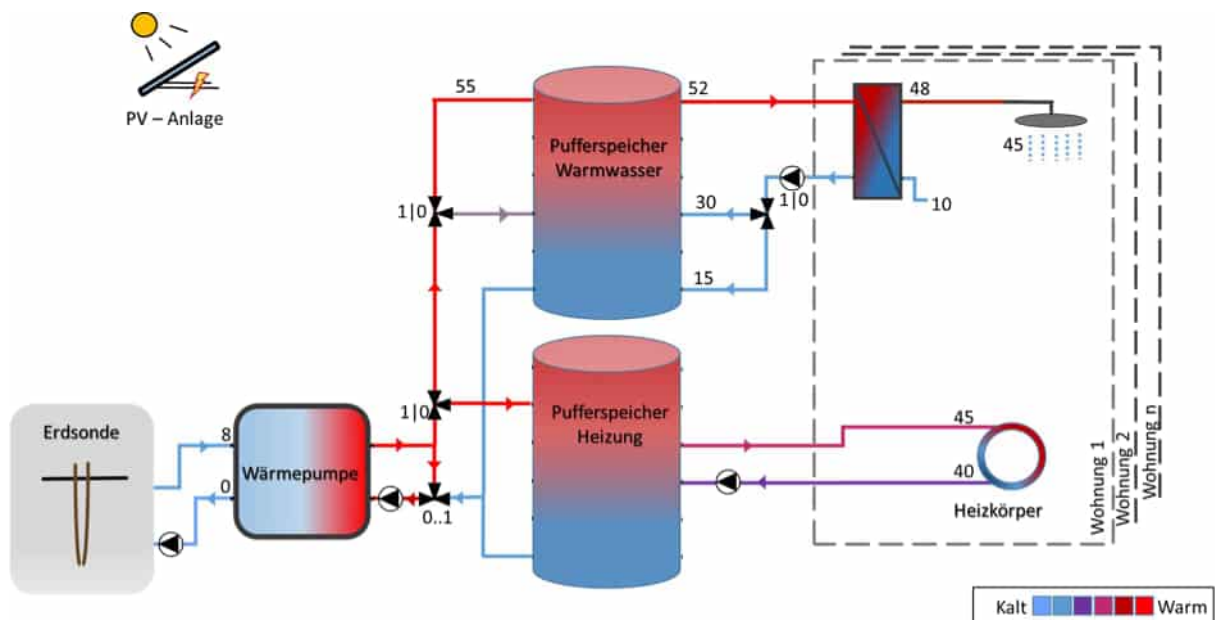 PV – Anlage
55
52
48
Pufferspeicher
Warmwasser
45
1|0
30
1|0
10
15
Pufferspeicher
Heizung
1|0
Erdsonde
8
Wärmepumpe
0
0..1
45
40
Heizkörper
Wohnung 1
Wohnung 2
Wohnung n
Kalt
Warm